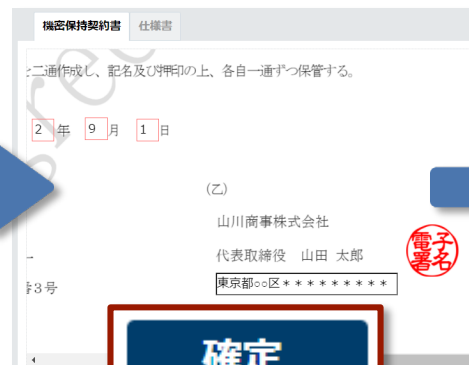 機密保持契約書 仕様書
二通作成し、記名及び押印の上、各自一通ずつ保管する。
2 年 9 月 1 日
(乙)
山川商事株式会社
代表取締役 山田 太郎
電子
署名
東京都○○区*********
番3号
確定